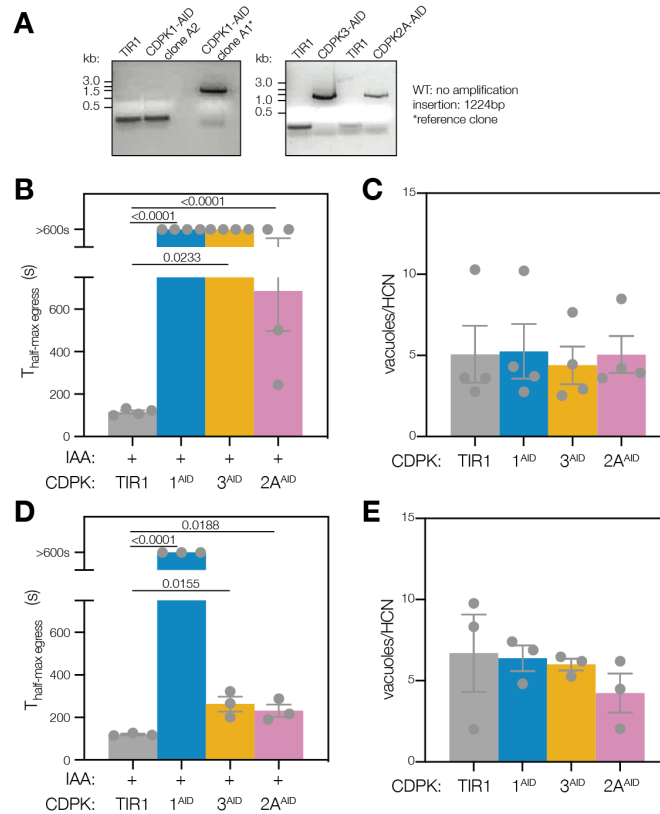 A
kb:
TIR1
CDPK1-AID
clone A2
CDPK1-AID
clone A1*
3.0
1.5
0.5
kb:
TIR1
CDPK3-AID
TIR1
CDPK2A-AID
3.0
1.0
0.5
WT: no amplification
insertion: 1224bp
*reference clone
B
<0.0001
<0.0001
>600s
0.0233
T half-max egress (s)
600
400
200
0
IAA: + + + +
CDPK: TIR1 1AID 3AID 2AAID
C
15
10
5
0
vacuoles/HCN
CDPK: TIR1 1AID 3AID 2AAID
D
0.0188
<0.0001
>600s
0.0155
T half-max egress (s)
600
400
200
0
IAA: + + + +
CDPK: TIR1 1AID 3AID 2AAID
E
15
10
5
0
vacuoles/HCN
CDPK: TIR1 1AID 3AID 2AAID